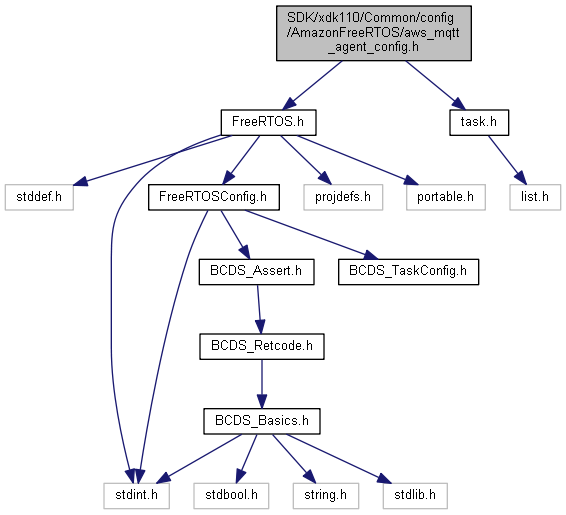 SDK/xdk110/Common/config
/AmazonFreeRTOS/aws_mqtt
_agent_config.h
FreeRTOS.h
task.h
stddef.h
FreeRTOSConfig.h
projdefs.h
portable.h
list.h
BCDS_Assert.h
BCDS_TaskConfig.h
BCDS_Retcode.h
BCDS_Basics.h
stdint.h
stdbool.h
string.h
stdlib.h